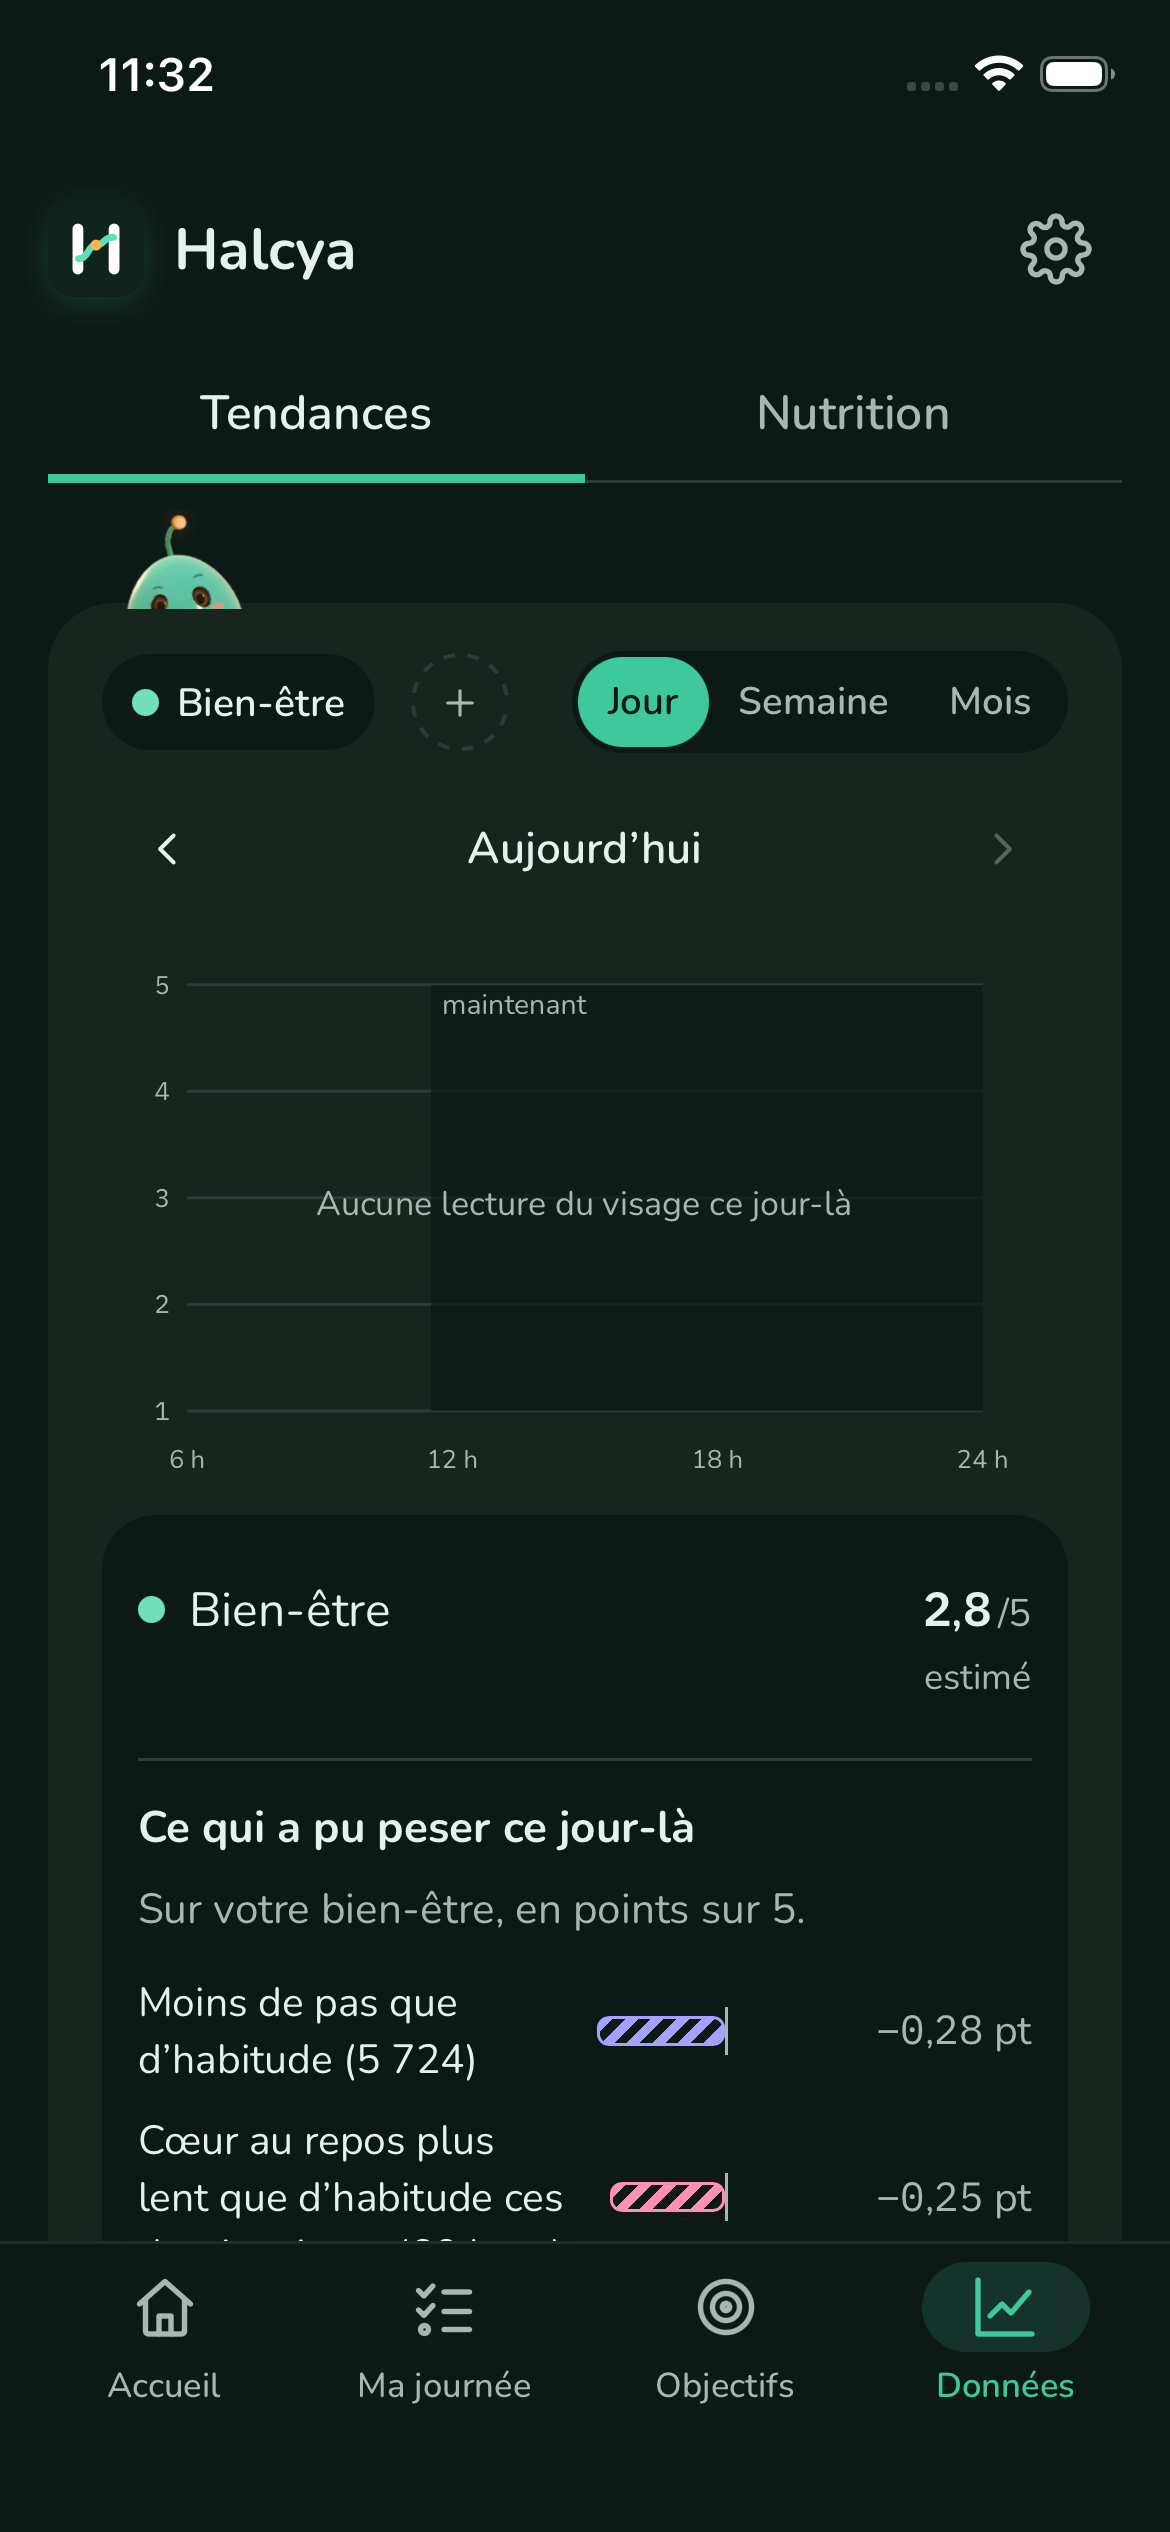 11:32
Halcya
Tendances
Nutrition
Bien-être
+
Jour
Semaine
Mois
Aujourd’hui
5
maintenant
4
3
Aucune lecture du visage ce jour-là
2
1
6 h
12 h
18 h
24 h
Bien-être
2,8 /5
estimé
Ce qui a pu peser ce jour-là
Sur votre bien-être, en points sur 5.
Moins de pas que
d’habitude (5 724)
−0,28 pt
Cœur au repos plus
lent que d’habitude ces
−0,25 pt
Accueil
Ma journée
Objectifs
Données